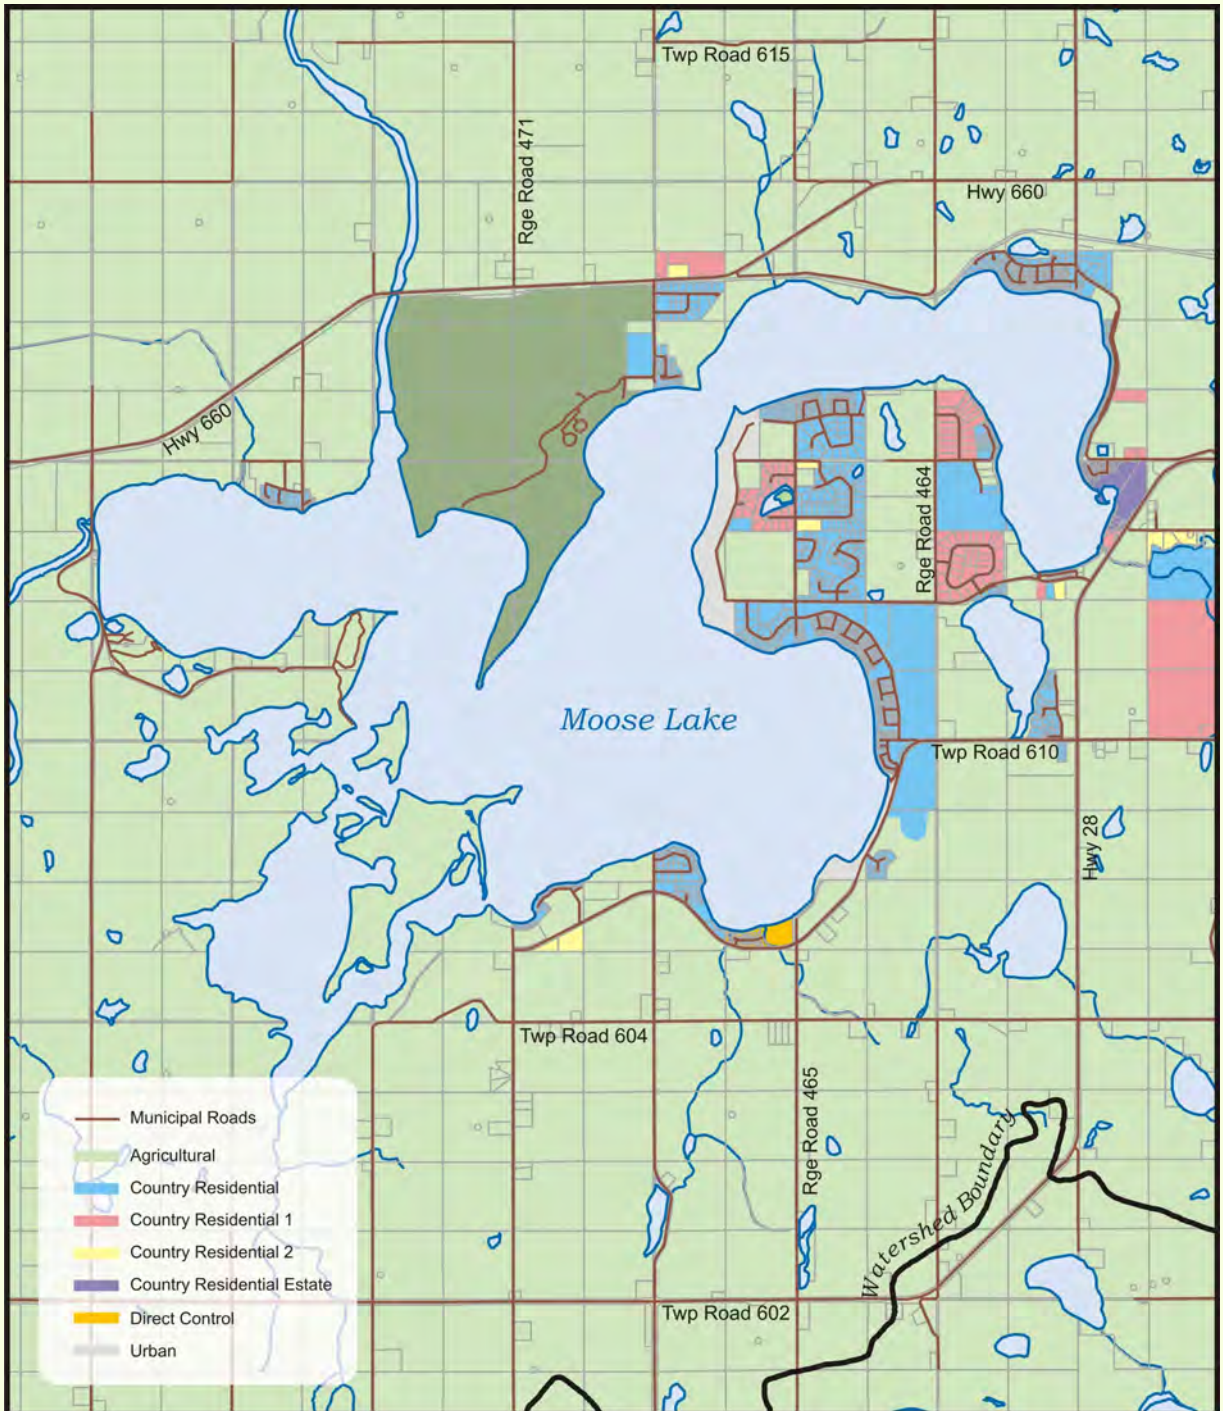 Twp Road 615
Rge Road 471
Hwy 660
Hwy 660
Rge Road 464
Moose Lake
Twp Road 610
Hwy 28
Twp Road 604
Rge Road 465
Watershed Boundary
Twp Road 602
Municipal Roads
Agricultural
Country Residential
Country Residential 1
Country Residential 2
Country Residential Estate
Direct Control
Urban